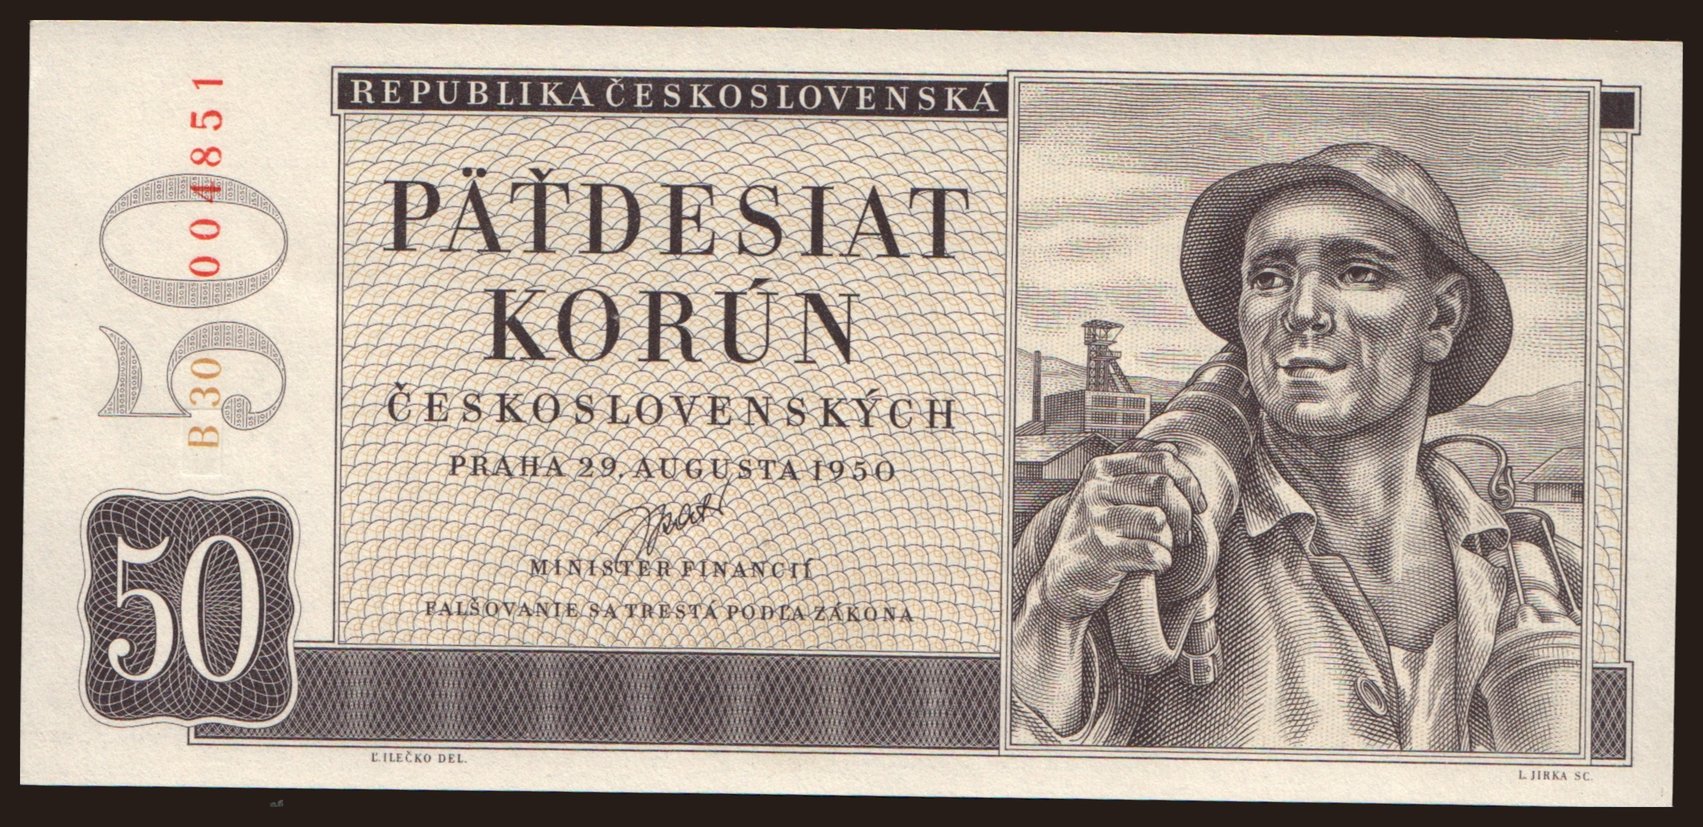 REPUBLIKA ČESKOSLOVENSKÁ
PÄŤDESIAT
KORÚN
ČESKOSLOVENSKÝCH
PRAHA 29. AUGUSTA 1950
MINISTER FINANCIÍ
FALŠOVANIE SA TRESTÁ PODĽA ZÁKONA
B 30 004851
50
50
Ľ. ILEČKO DEL.
L. JIRKA SC.